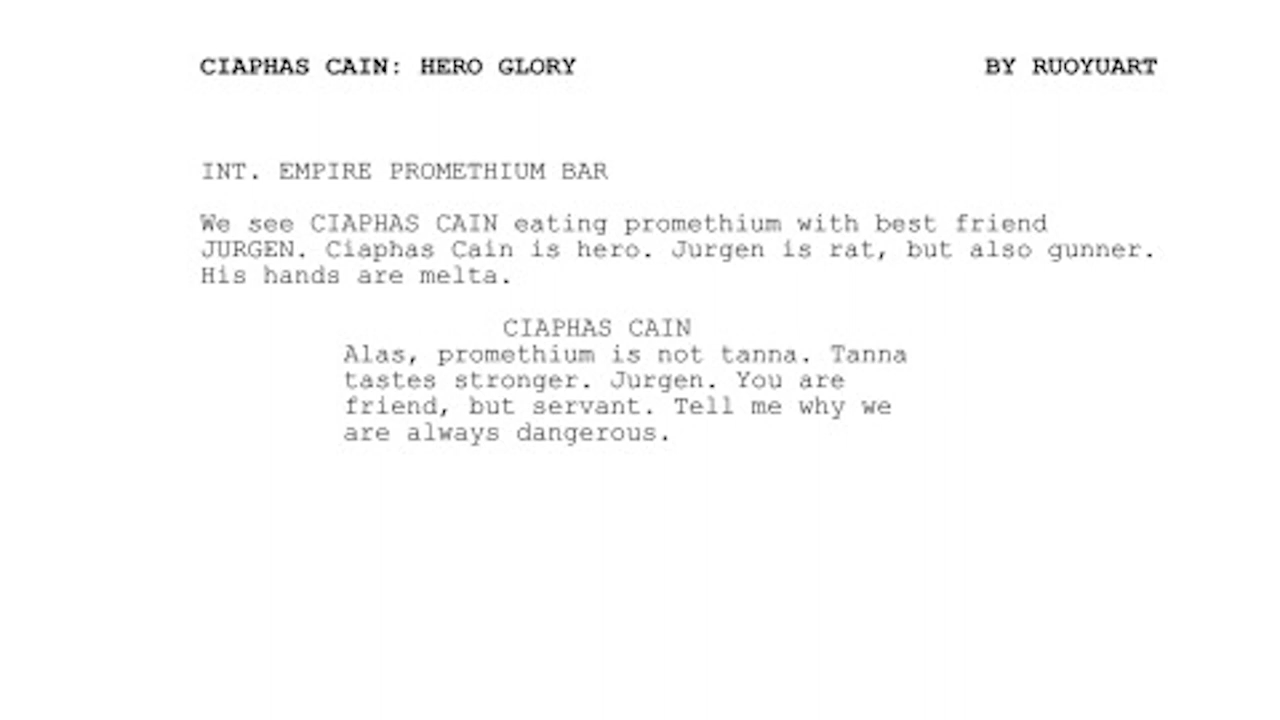 CIAPHAS CAIN: HERO GLORY BY RUOYUART
INT. EMPIRE PROMETHIUM BAR
We see CIAPHAS CAIN eating promethium with best friend
JURGEN. Ciaphas Cain is hero. Jurgen is rat, but also gunner.
His hands are melta.
CIAPHAS CAIN
Alas, promethium is not tanna. Tanna
tastes stronger. Jurgen. You are
friend, but servant. Tell me why we
are always dangerous.